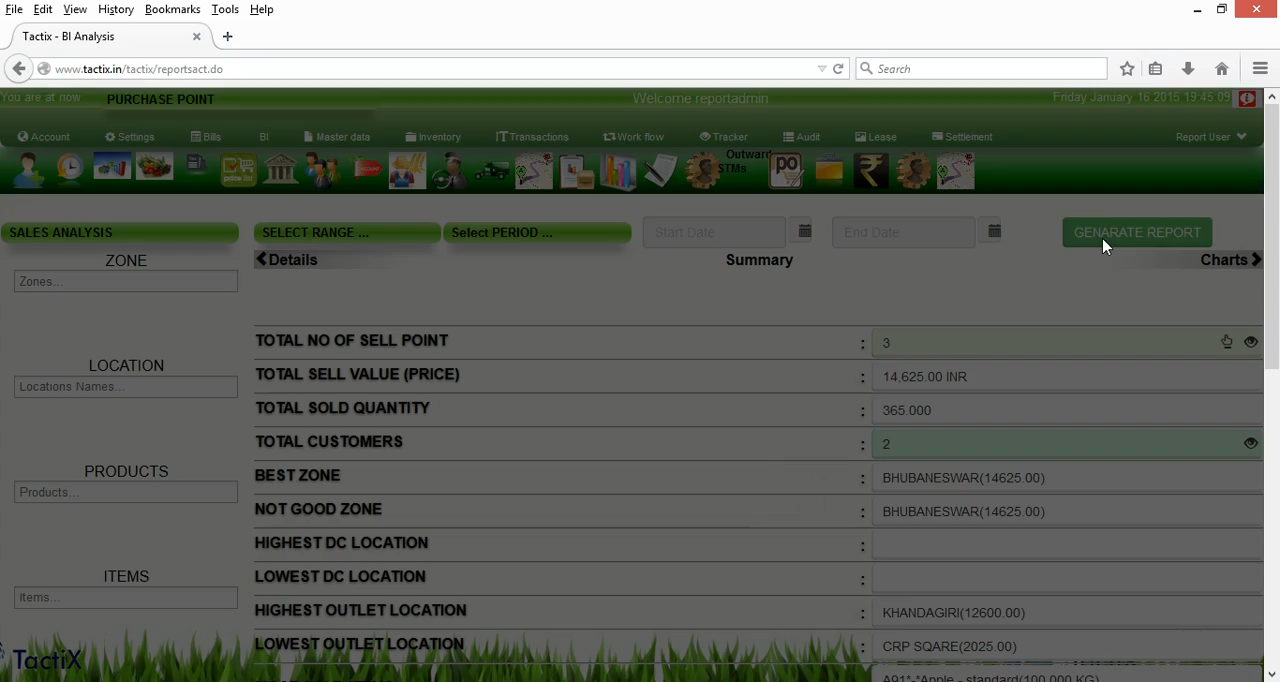 File Edit View History Bookmarks Tools Help
Tactix - BI Analysis
www.tactix.in/tactix/reportsact.do
Search
You are at now PURCHASE POINT Welcome reportadmin Friday January 16 2015 19:45:09
Account Settings Bills BI Master data Inventory Transactions Work flow Tracker Audit Lease Settlement Report User
Outward
STMs
po
SALES ANALYSIS SELECT RANGE ... Select PERIOD ... Start Date End Date GENARATE REPORT
ZONE
Details Summary Charts
Zones...
LOCATION
Locations Names...
PRODUCTS
Products...
ITEMS
Items...
TOTAL NO OF SELL POINT : 3
TOTAL SELL VALUE (PRICE) : 14,625.00 INR
TOTAL SOLD QUANTITY : 365.000
TOTAL CUSTOMERS : 2
BEST ZONE : BHUBANESWAR(14625.00)
NOT GOOD ZONE : BHUBANESWAR(14625.00)
HIGHEST DC LOCATION :
LOWEST DC LOCATION :
HIGHEST OUTLET LOCATION : KHANDAGIRI(12600.00)
LOWEST OUTLET LOCATION : CRP SQARE(2025.00)
A91*-*Apple - standard(100.000 KG)
TactiX